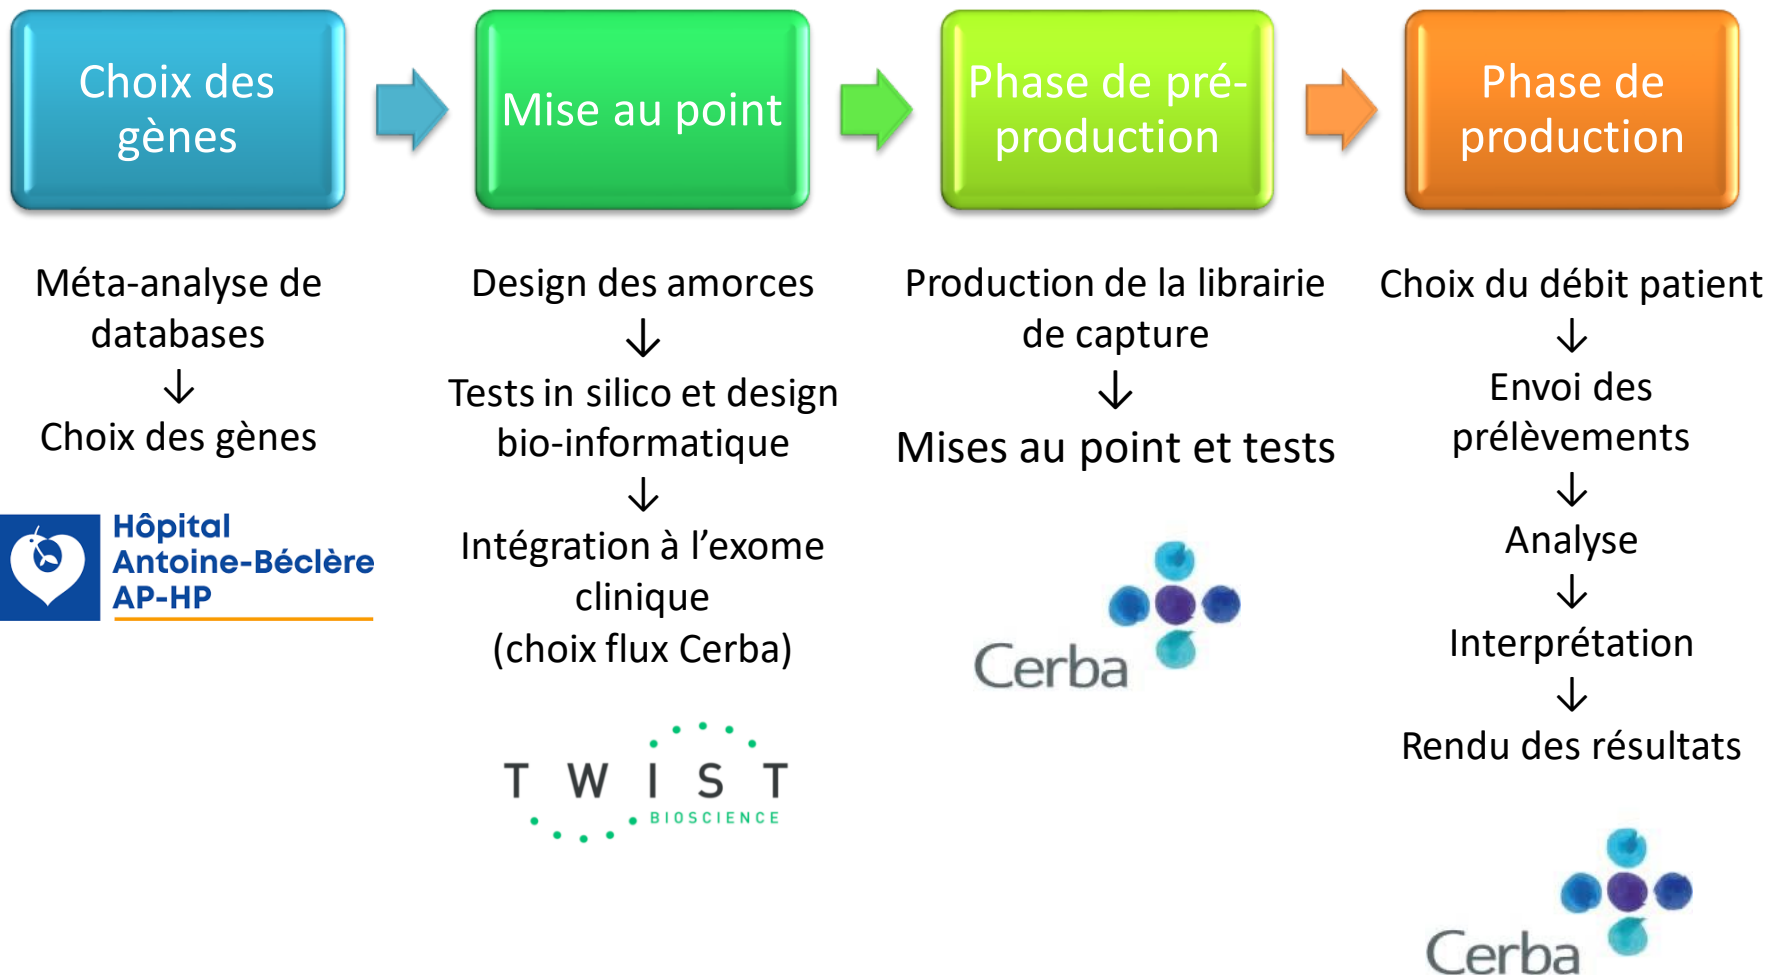 Choix des
gènes
Mise au point
Phase de pré-
production
Phase de
production
Méta-analyse de
databases
↓
Choix des gènes
Hôpital
Antoine-Béclère
AP-HP
Design des amorces
↓
Tests in silico et design
bio-informatique
↓
Intégration à l’exome
clinique
(choix flux Cerba)
TWIST
BIOSCIENCE
Production de la librairie
de capture
↓
Mises au point et tests
Cerba
Choix du débit patient
↓
Envoi des
prélèvements
↓
Analyse
↓
Interprétation
↓
Rendu des résultats
Cerba